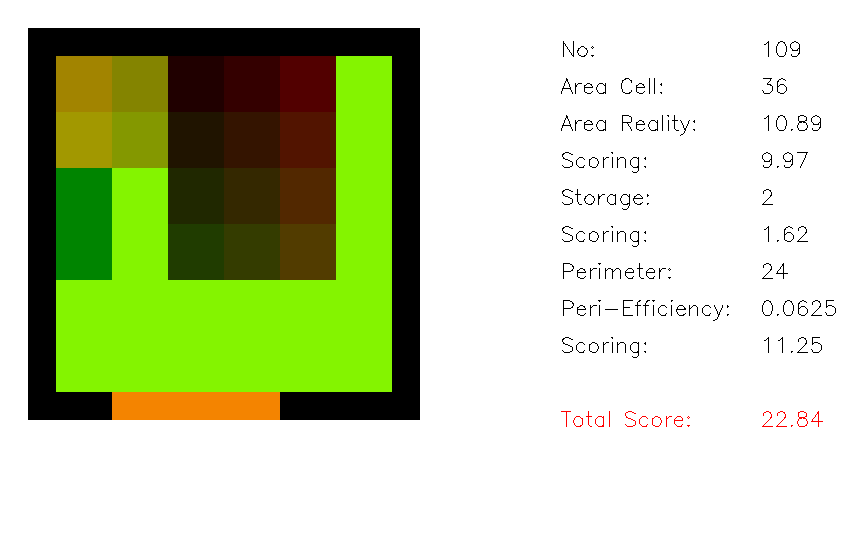 No: 109
Area Cell: 36
Area Reality: 10.89
Scoring: 9.97
Storage: 2
Scoring: 1.62
Perimeter: 24
Peri-Efficiency: 0.0625
Scoring: 11.25
Total Score: 22.84